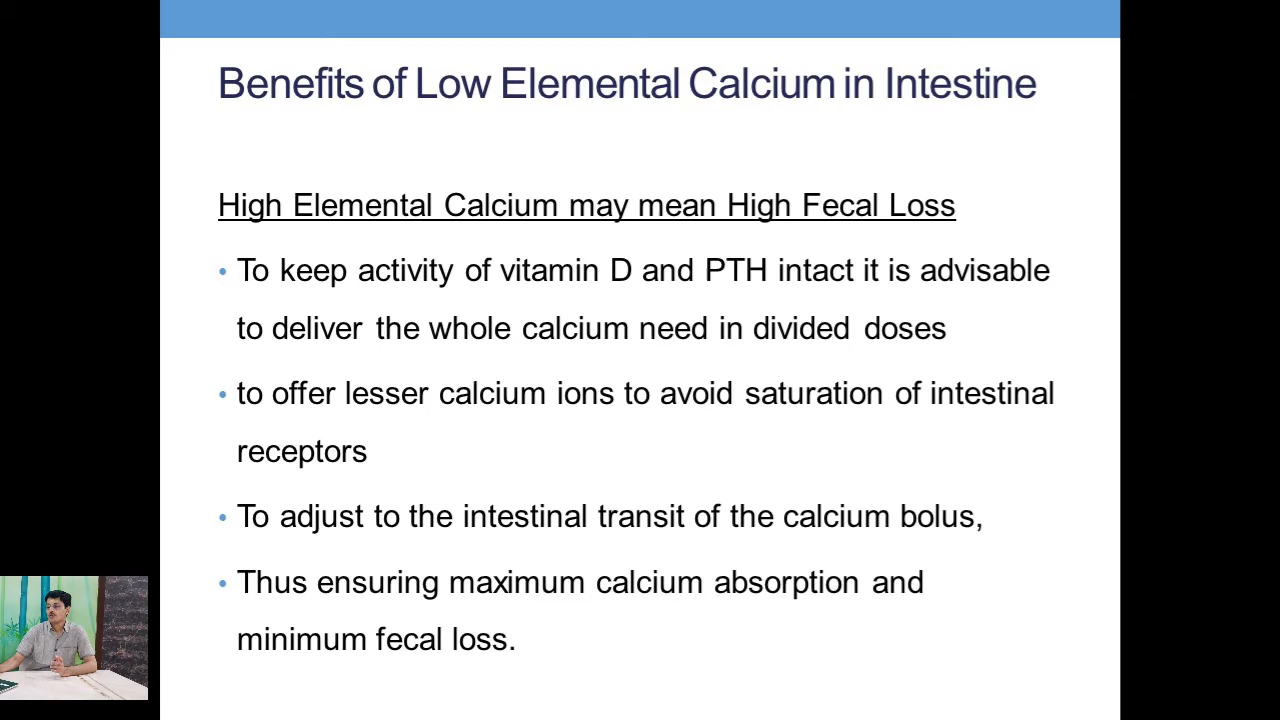 Benefits of Low Elemental Calcium in Intestine
High Elemental Calcium may mean High Fecal Loss
• To keep activity of vitamin D and PTH intact it is advisable
to deliver the whole calcium need in divided doses
• to offer lesser calcium ions to avoid saturation of intestinal
receptors
• To adjust to the intestinal transit of the calcium bolus,
• Thus ensuring maximum calcium absorption and
minimum fecal loss.